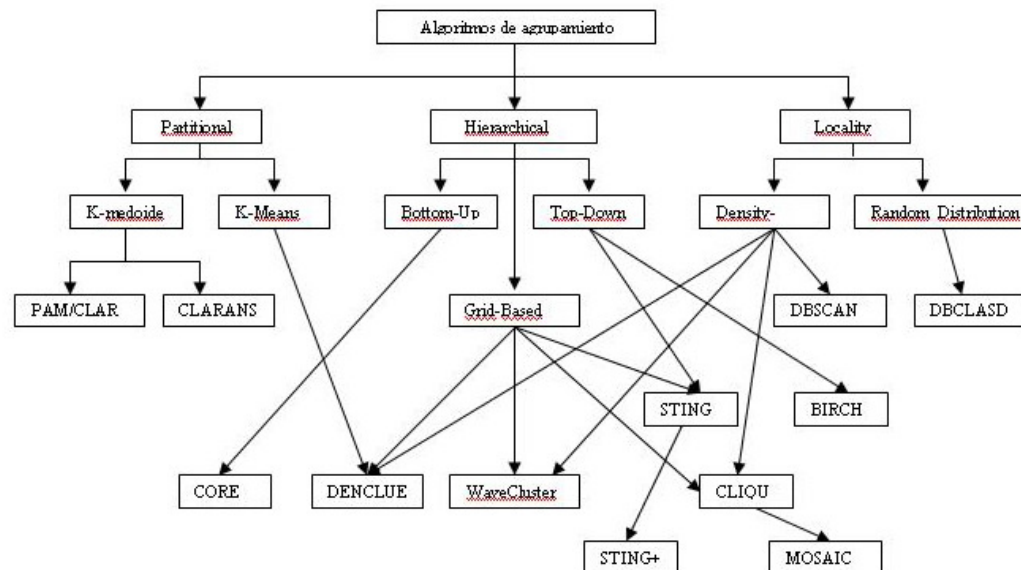 Algoritmos de agrupamiento
Partitional
Hierarchical
Locality
K-medoide
K-Means
Bottom-Up
Top-Down
Density-
Random Distribution
PAM/CLAR
CLARANS
Grid-Based
DBSCAN
DBCLASD
STING
BIRCH
CORE
DENCLUE
WaveCluster
CLIQU
STING+
MOSAIC